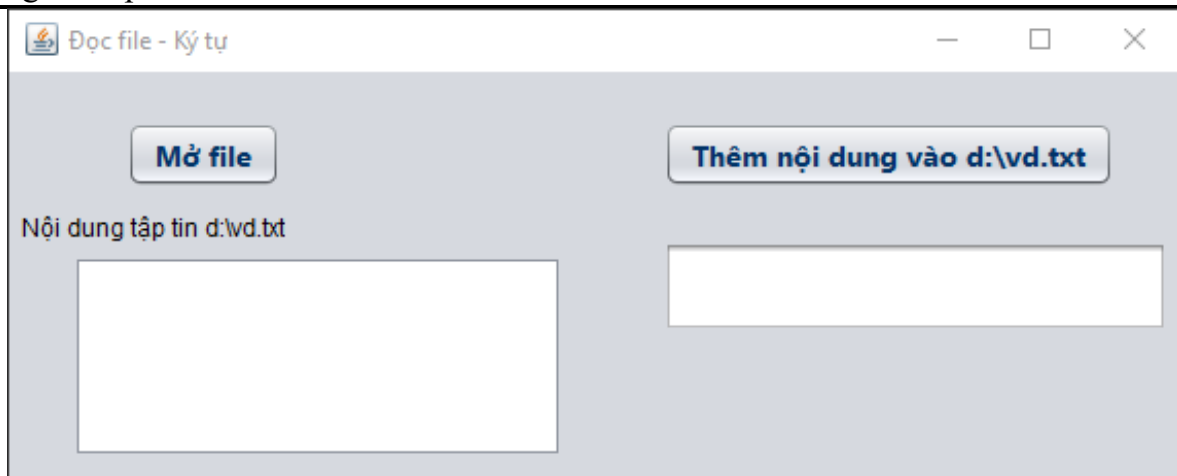 Đọc file - Ký tự
Mở file
Thêm nội dung vào d:\vd.txt
Nội dung tập tin d:\vd.txt